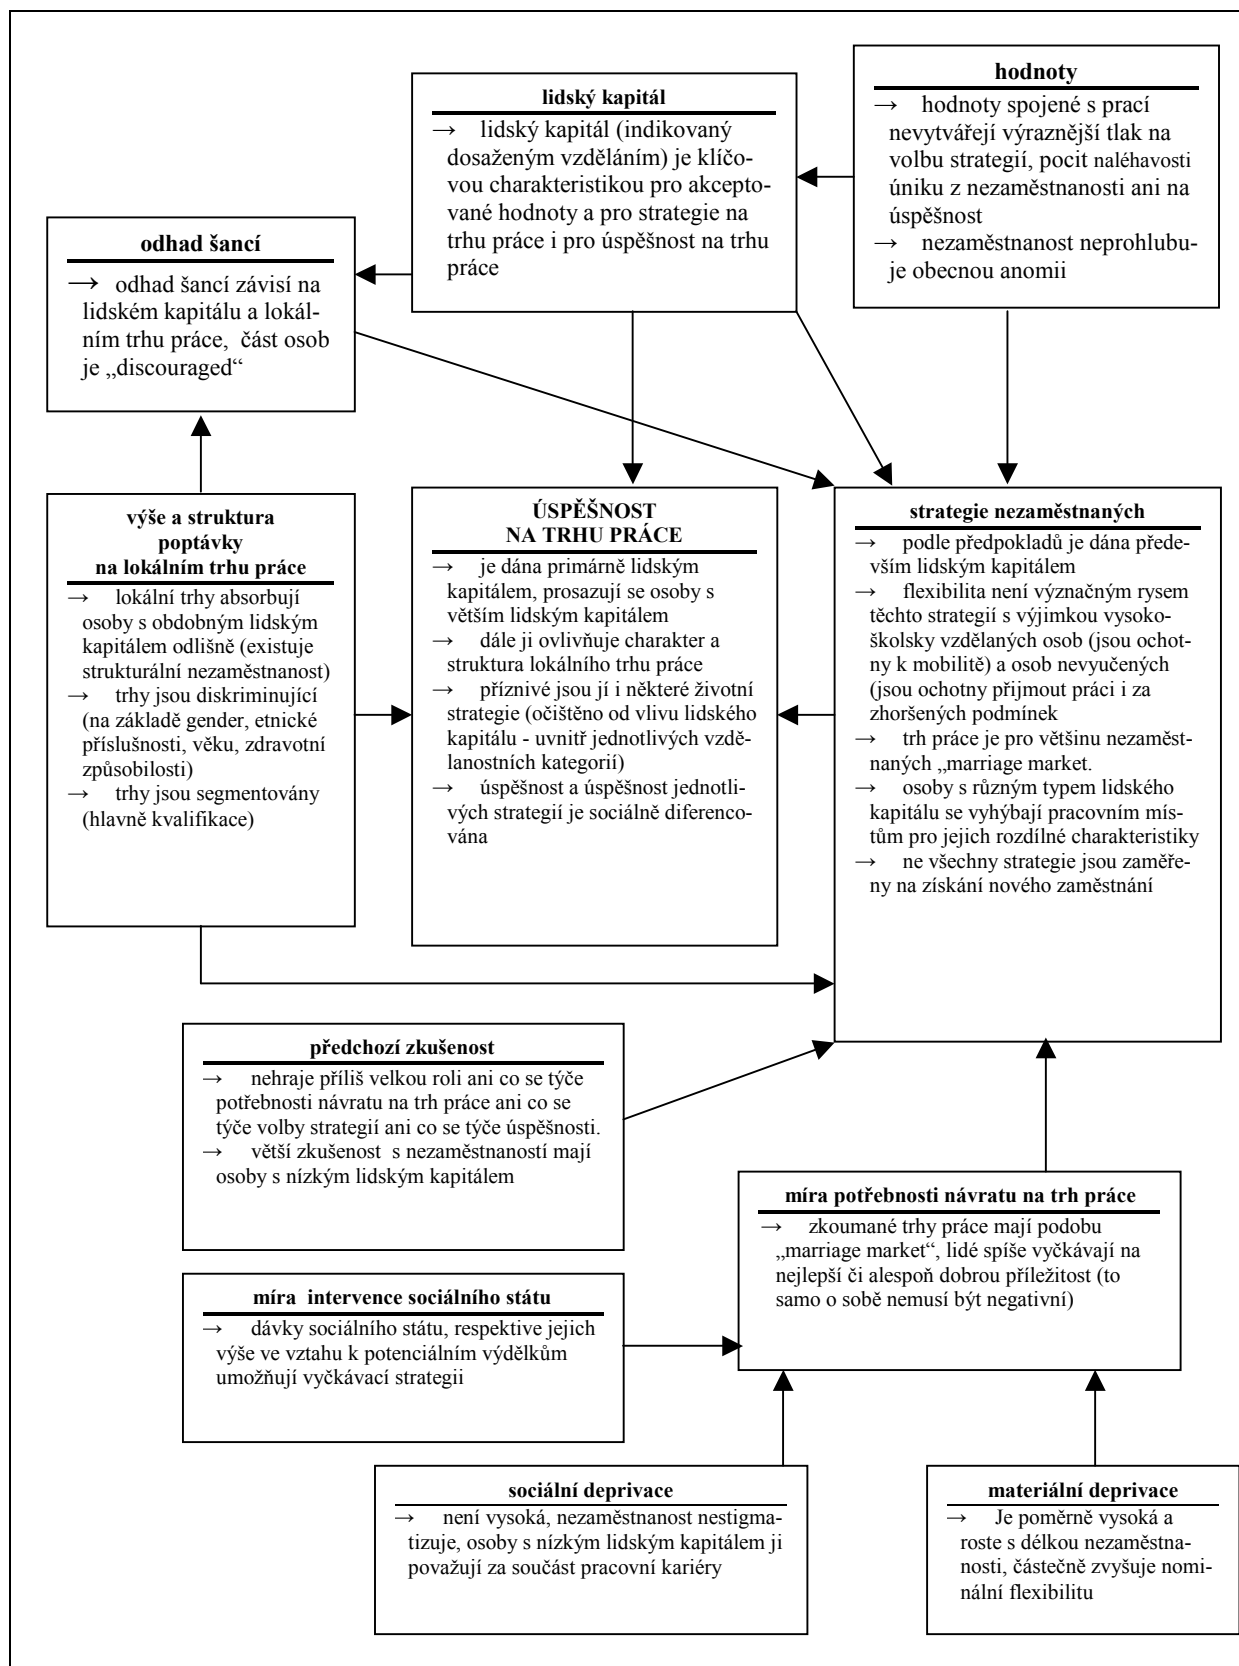 hodnoty
→ hodnoty spojené s prací
nevytvářejí výraznější tlak na
volbu strategií, pocit naléhavosti
úniku z nezaměstnanosti ani na
úspěšnost
→ nezaměstnanost neprohlubu-
je obecnou anomii
lidský kapitál
→ lidský kapitál (indikovaný
dosaženým vzděláním) je klíčo-
vou charakteristikou pro akcepto-
vané hodnoty a pro strategie na
trhu práce i pro úspěšnost na trhu
práce
odhad šancí
→ odhad šancí závisí na
lidském kapitálu a lokál-
ním trhu práce, část osob
je „discouraged“
výše a struktura
poptávky
na lokálním trhu práce
→ lokální trhy absorbují
osoby s obdobným lidským
kapitálem odlišně (existuje
strukturální nezaměstnanost)
→ trhy jsou diskriminující
(na základě gender, etnické
příslušnosti, věku, zdravotní
způsobilosti)
→ trhy jsou segmentovány
(hlavně kvalifikace)
ÚSPĚŠNOST
NA TRHU PRÁCE
→ je dána primárně lidským
kapitálem, prosazují se osoby s
větším lidským kapitálem
→ dále ji ovlivňuje charakter a
struktura lokálního trhu práce
→ příznivé jsou jí i některé životní
strategie (očištěno od vlivu lidského
kapitálu - uvnitř jednotlivých vzdě-
lanostních kategorií)
→ úspěšnost a úspěšnost jednotli-
vých strategií je sociálně diferenco-
vána
strategie nezaměstnaných
→ podle předpokladů je dána přede-
vším lidským kapitálem
→ flexibilita není význačným rysem
těchto strategií s výjimkou vysoko-
školsky vzdělaných osob (jsou ochot-
ny k mobilitě) a osob nevyučených
(jsou ochotny přijmout práci i za
zhoršených podmínek
→ trh práce je pro většinu nezaměst-
naných „marriage market.
→ osoby s různým typem lidského
kapitálu se vyhýbají pracovním mís-
tům pro jejich rozdílné charakteristiky
→ ne všechny strategie jsou zaměře-
ny na získání nového zaměstnání
předchozí zkušenost
→ nehraje příliš velkou roli ani co se týče
potřebnosti návratu na trh práce ani co se
týče volby strategií ani co se týče úspěšnosti.
→ větší zkušenost s nezaměstnaností mají
osoby s nízkým lidským kapitálem
míra potřebnosti návratu na trh práce
→ zkoumané trhy práce mají podobu
„marriage market“, lidé spíše vyčkávají na
nejlepší či alespoň dobrou příležitost (to
samo o sobě nemusí být negativní)
míra intervence sociálního státu
→ dávky sociálního státu, respektive jejich
výše ve vztahu k potenciálním výdělkům
umožňují vyčkávací strategii
sociální deprivace
→ není vysoká, nezaměstnanost nestigma-
tizuje, osoby s nízkým lidským kapitálem ji
považují za součást pracovní kariéry
materiální deprivace
→ Je poměrně vysoká a
roste s délkou nezaměstna-
nosti, částečně zvyšuje nomi-
nální flexibilitu